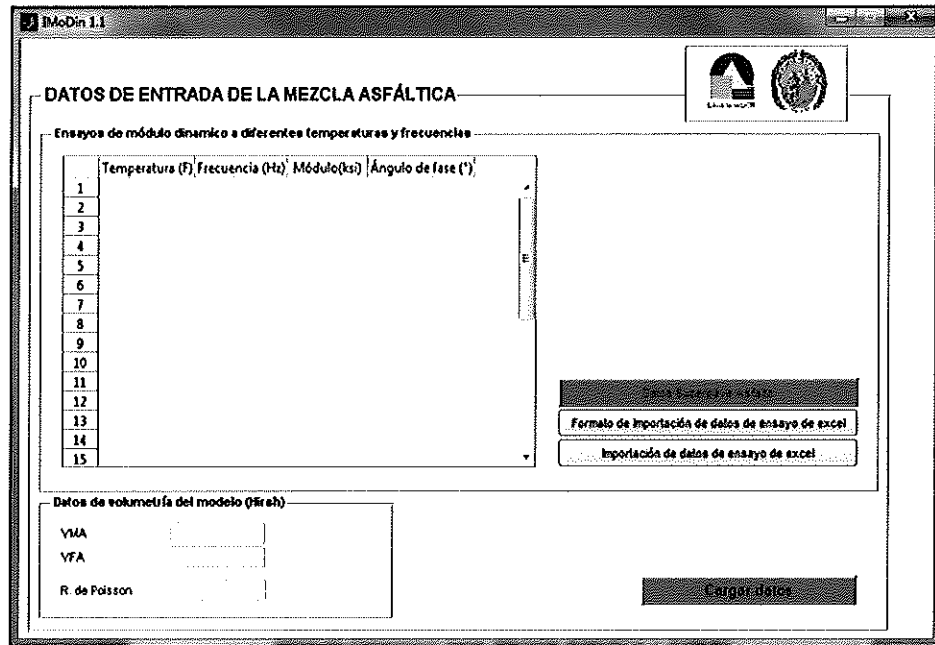 IMoDin 1.1
DATOS DE ENTRADA DE LA MEZCLA ASFÁLTICA
Ensayos de módulo dinamico a diferentes temperaturas y frecuencias
Temperatura (F) Frecuencia (Hz) Módulo(ksi) Ángulo de fase (°)
1
2
3
4
5
6
7
8
9
10
11
12
13
14
15
Formato de importación de datos de ensayo de excel
Importación de datos de ensayo de excel
Datos de volumetría del modelo (Hirsh)
VMA
VFA
R. de Poisson
Cargar datos